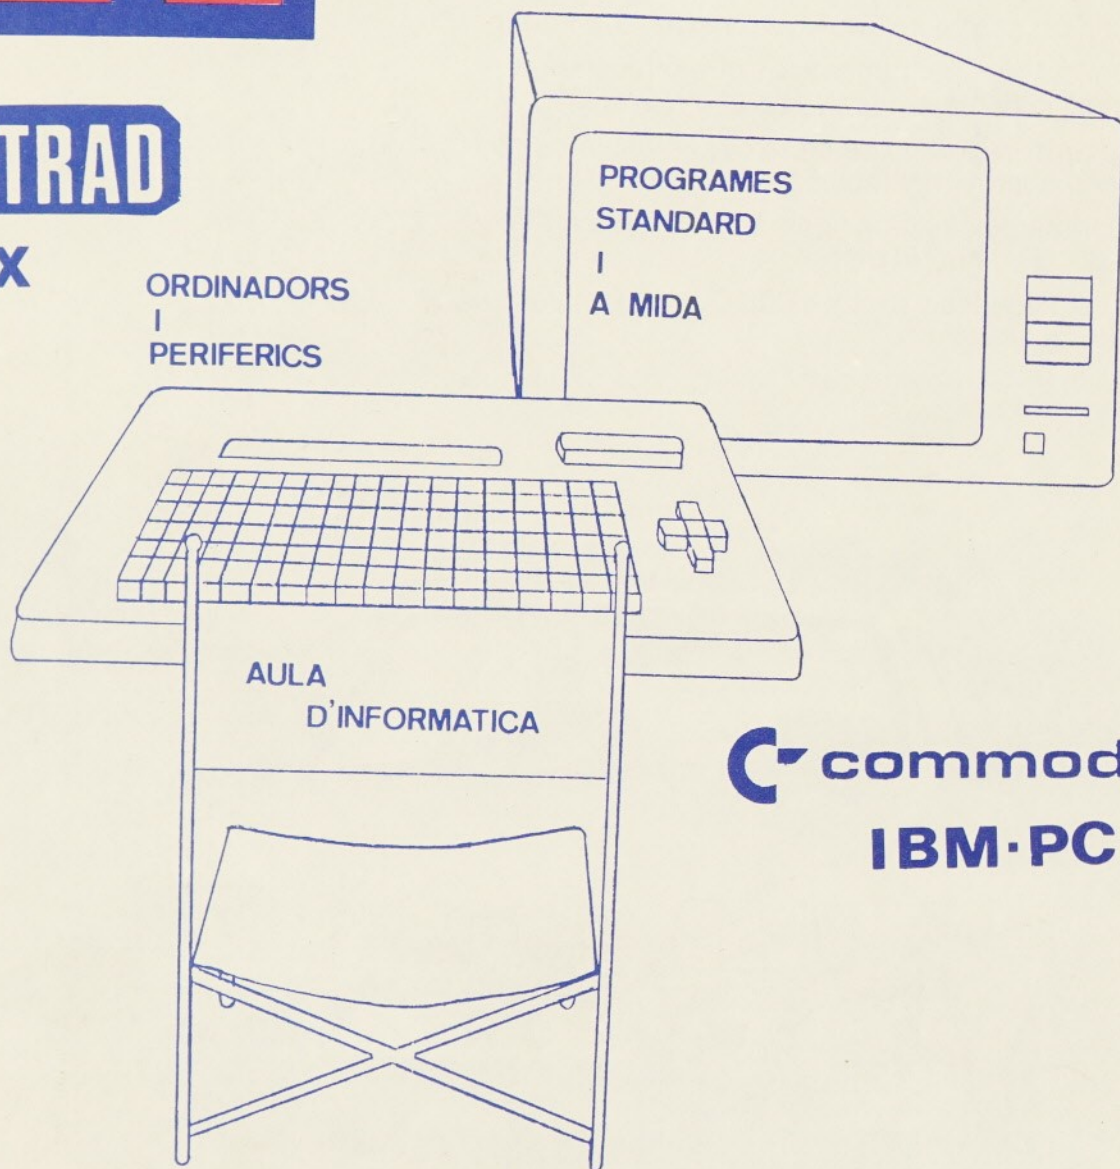 TRAD
X
ORDINADORS
I
PERIFERICS
PROGRAMES
STANDARD
I
A MIDA
AULA
D'INFORMATICA
commod
IBM·PC